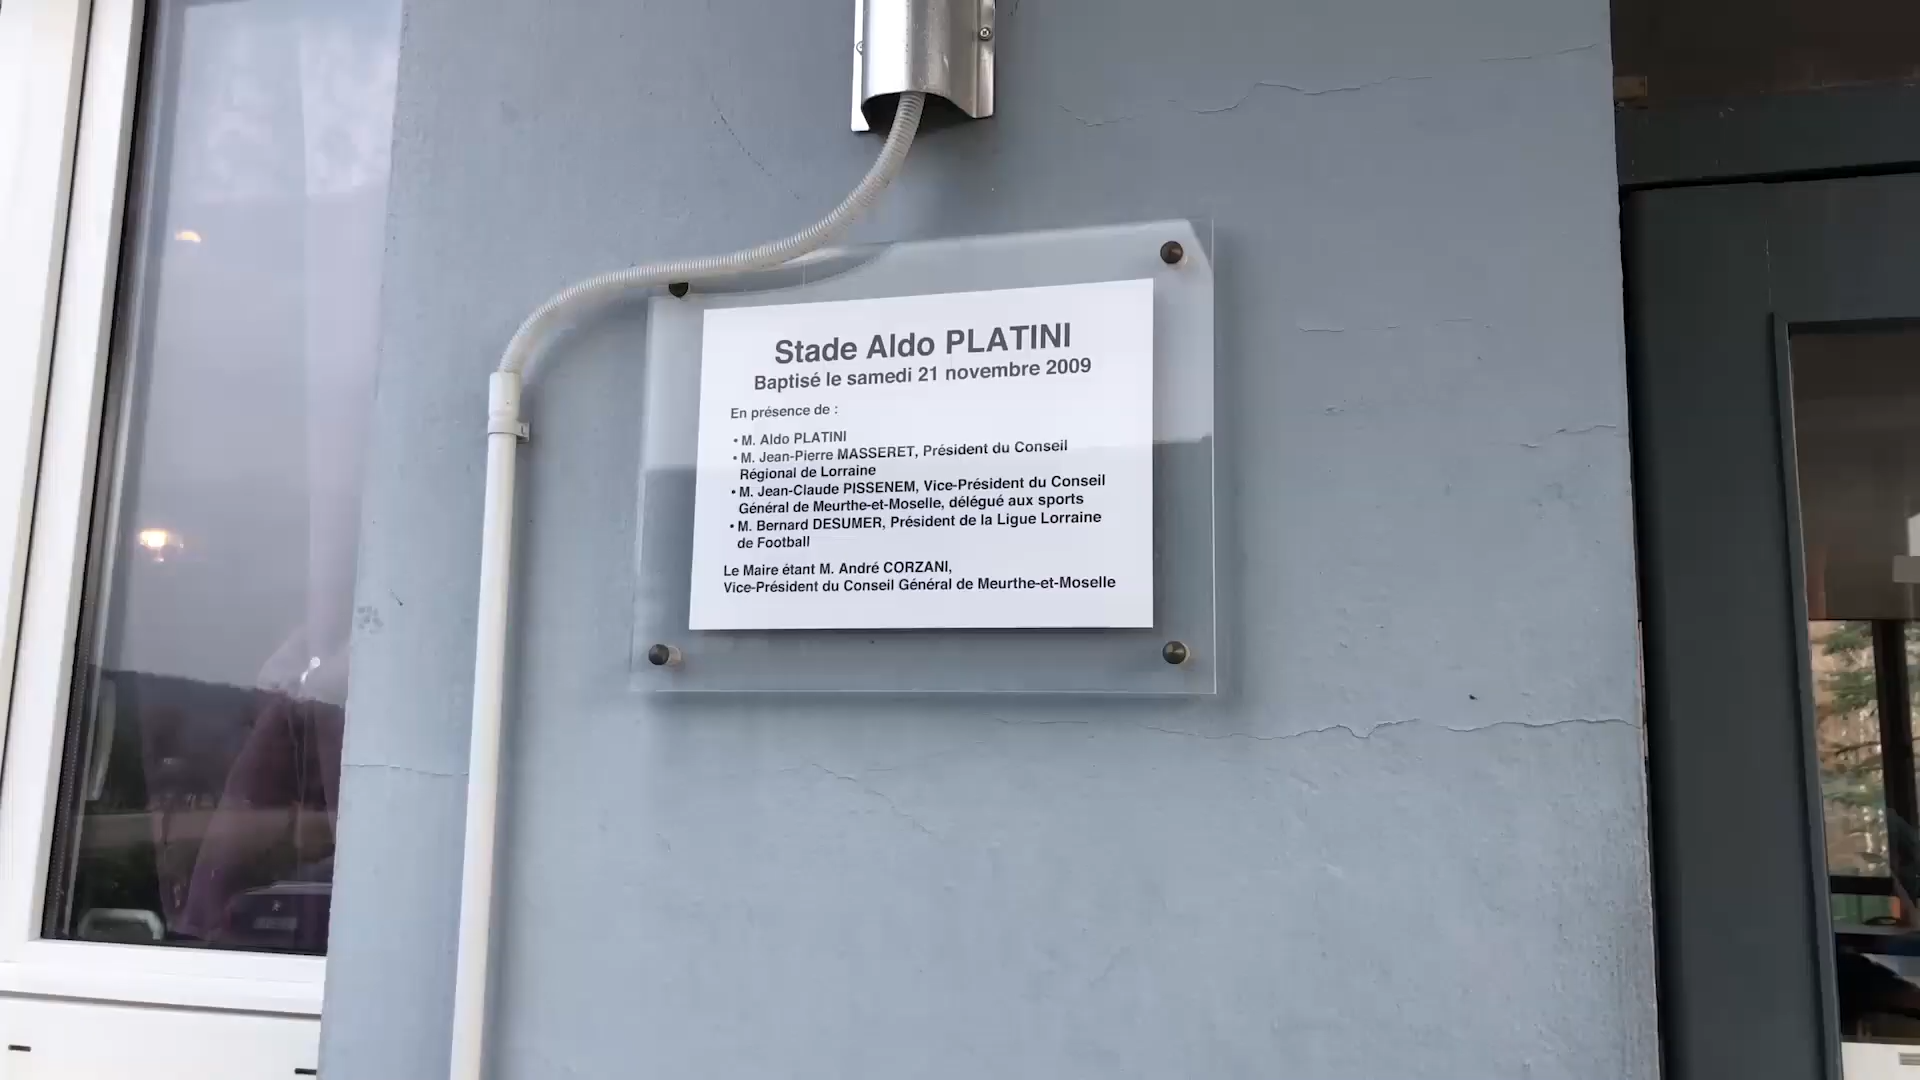 Stade Aldo PLATINI
Baptisé le samedi 21 novembre 2009
En présence de :
• M. Aldo PLATINI
• M. Jean-Pierre MASSERET, Président du Conseil
Régional de Lorraine
• M. Jean-Claude PISSENEM, Vice-Président du Conseil
Général de Meurthe-et-Moselle, délégué aux sports
• M. Bernard DESUMER, Président de la Ligue Lorraine
de Football
Le Maire étant M. André CORZANI,
Vice-Président du Conseil Général de Meurthe-et-Moselle